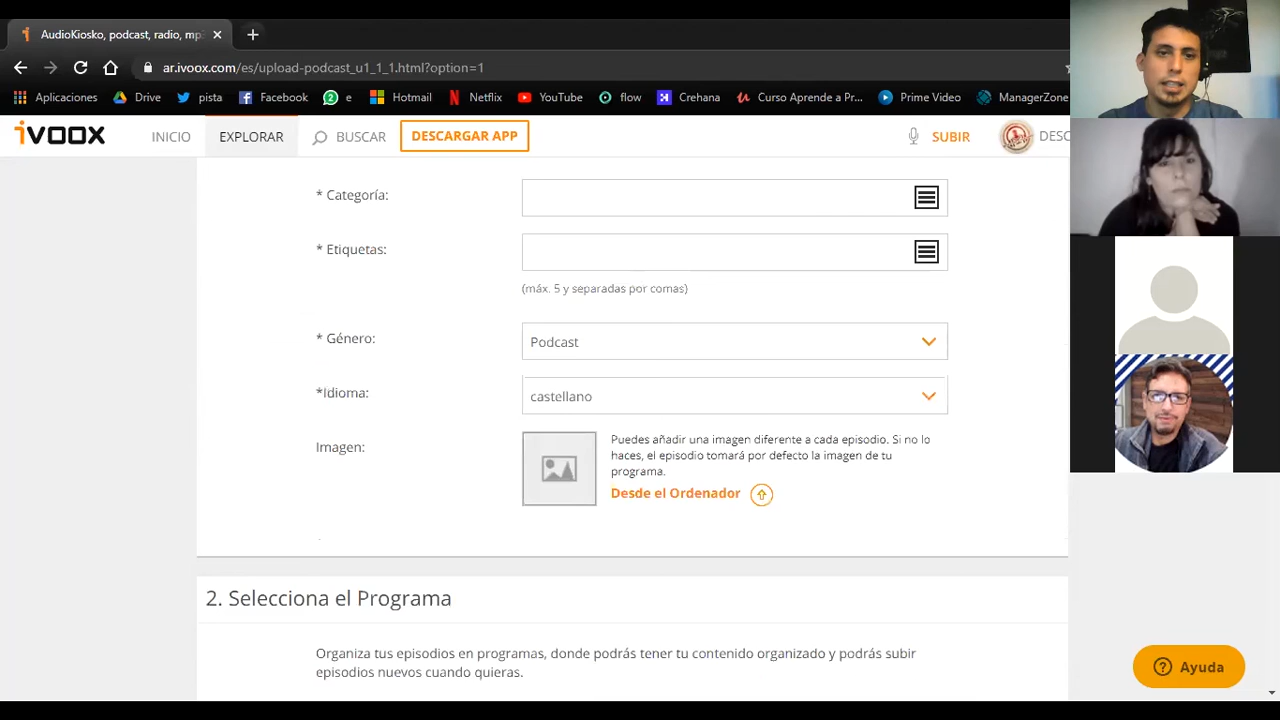 AudioKiosko, podcast, radio, mp3
ar.ivoox.com/es/upload-podcast_u1_1_1.html?option=1
Aplicaciones Drive pista Facebook 2 e Hotmail Netflix YouTube flow Crehana Curso Aprende a Pr... Prime Video ManagerZone
iVOOX INICIO EXPLORAR BUSCAR DESCARGAR APP SUBIR DESC
* Categoría:
* Etiquetas:
(máx. 5 y separadas por comas)
* Género: Podcast
*Idioma: castellano
Imagen:
Puedes añadir una imagen diferente a cada episodio. Si no lo
haces, el episodio tomará por defecto la imagen de tu
programa.
Desde el Ordenador
2. Selecciona el Programa
Organiza tus episodios en programas, donde podrás tener tu contenido organizado y podrás subir
episodios nuevos cuando quieras.
Ayuda